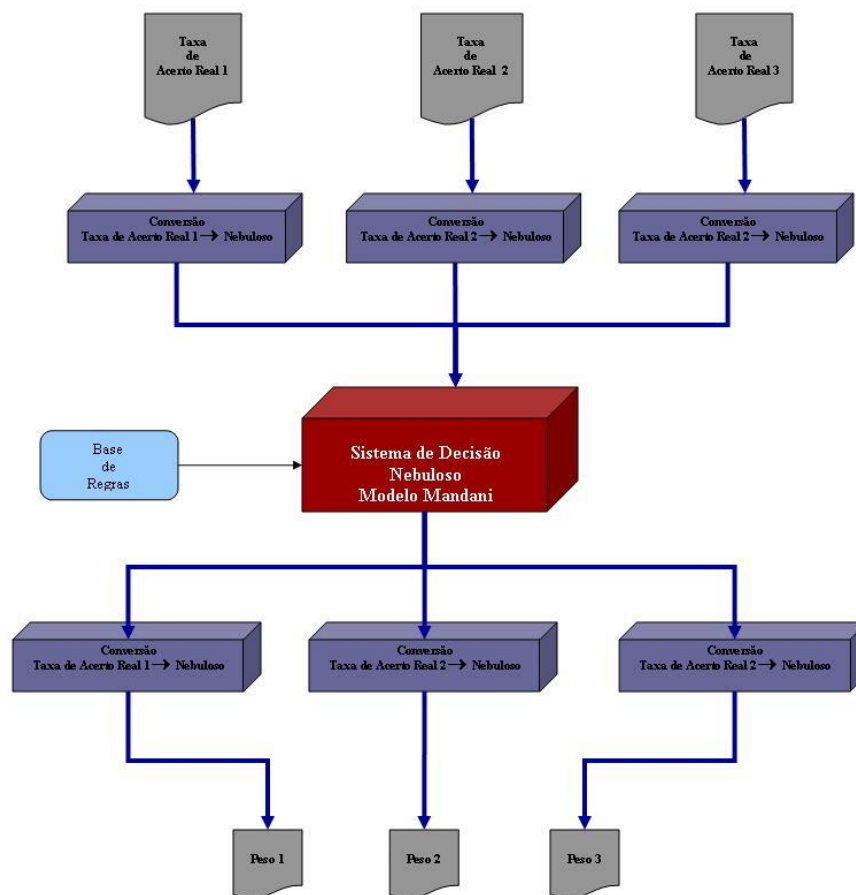 Taxa
de
Acerto Real 1
Taxa
de
Acerto Real 2
Taxa
de
Acerto Real 3
Conversão
Taxa de Acerto Real 1→ Nebuloso
Conversão
Taxa de Acerto Real 2→ Nebuloso
Conversão
Taxa de Acerto Real 2→ Nebuloso
Base
de
Regras
Sistema de Decisão
Nebuloso
Modelo Mandani
Conversão
Taxa de Acerto Real 1→ Nebuloso
Conversão
Taxa de Acerto Real 2→ Nebuloso
Conversão
Taxa de Acerto Real 2→ Nebuloso
Peso 1
Peso 2
Peso 3